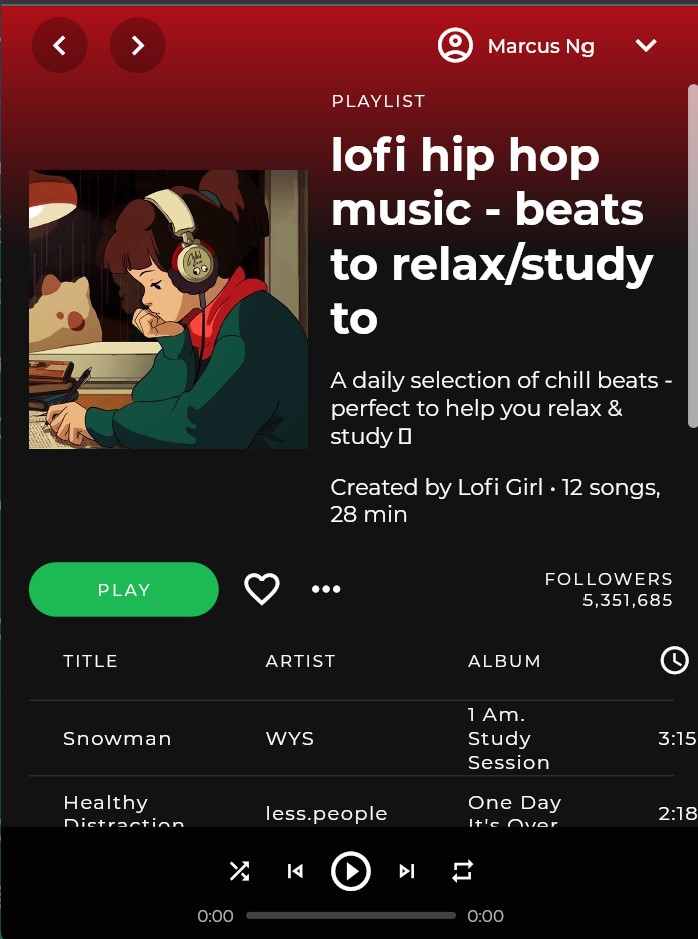 Marcus Ng
PLAYLIST
lofi hip hop
music - beats
to relax/study
to
A daily selection of chill beats -
perfect to help you relax &
study
Created by Lofi Girl • 12 songs,
28 min
PLAY
FOLLOWERS
5,351,685
TITLE ARTIST ALBUM
Snowman WYS 1 Am. 3:15
Study
Session
Healthy less.people One Day 2:18
Distraction It's Over
0:00 0:00